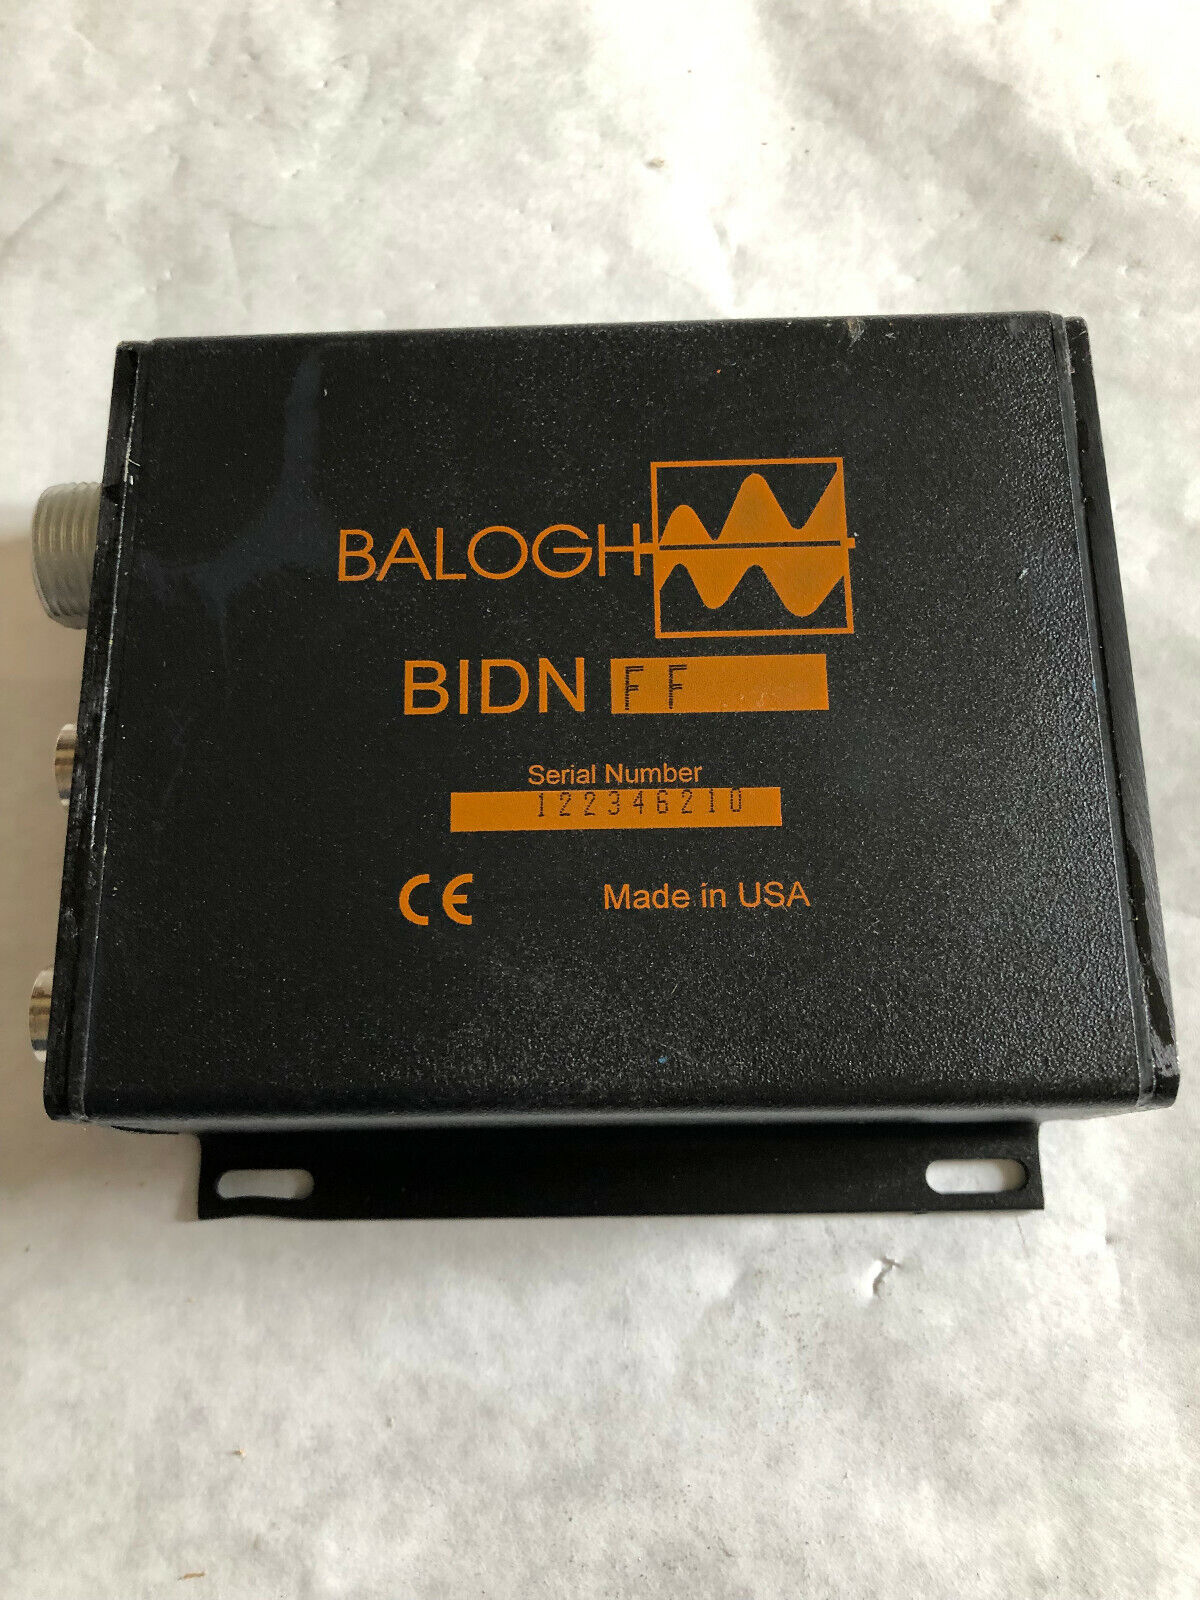 BALOGH
BIDN FF
Serial Number
122346210
CE
Made in USA